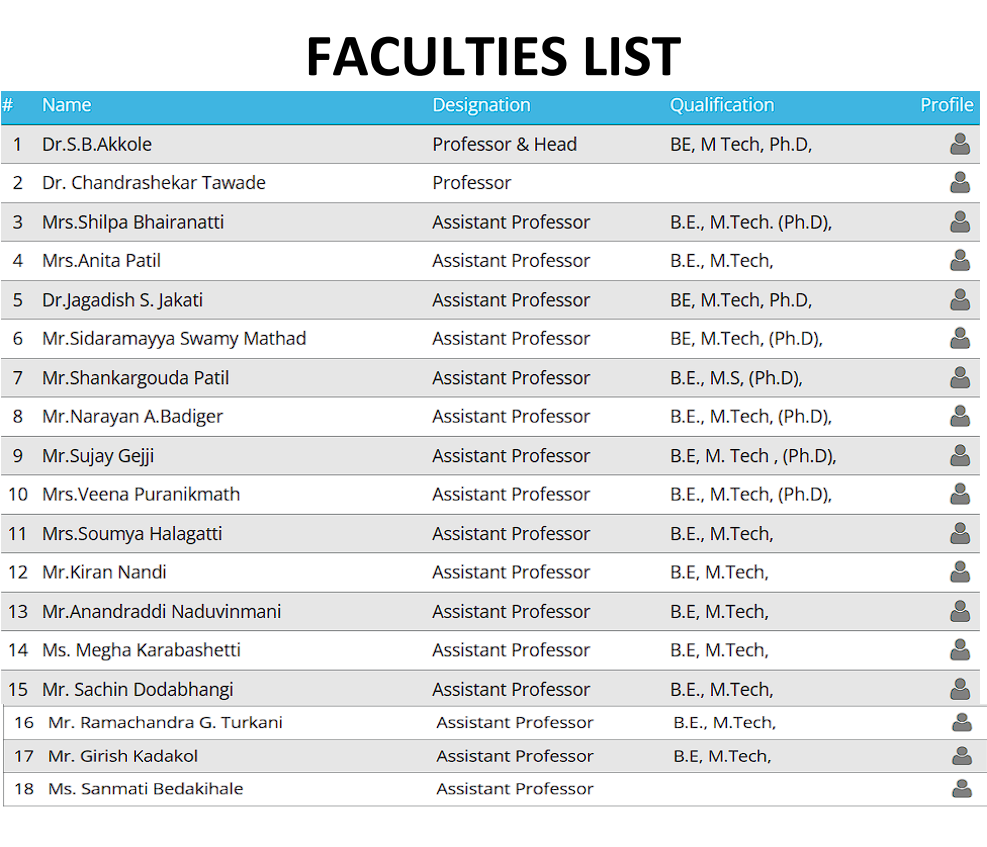 FACULTIES LIST
# Name Designation Qualification Profile
1 Dr.S.B.Akkole Professor & Head BE, M Tech, Ph.D,
2 Dr. Chandrashekar Tawade Professor
3 Mrs.Shilpa Bhairanatti Assistant Professor B.E., M.Tech. (Ph.D),
4 Mrs.Anita Patil Assistant Professor B.E., M.Tech,
5 Dr.Jagadish S. Jakati Assistant Professor BE, M.Tech, Ph.D,
6 Mr.Sidaramayya Swamy Mathad Assistant Professor BE, M.Tech, (Ph.D),
7 Mr.Shankargouda Patil Assistant Professor B.E., M.S, (Ph.D),
8 Mr.Narayan A.Badiger Assistant Professor B.E., M.Tech, (Ph.D),
9 Mr.Sujay Gejji Assistant Professor B.E, M. Tech , (Ph.D),
10 Mrs.Veena Puranikmath Assistant Professor B.E., M.Tech, (Ph.D),
11 Mrs.Soumya Halagatti Assistant Professor B.E., M.Tech,
12 Mr.Kiran Nandi Assistant Professor B.E, M.Tech,
13 Mr.Anandraddi Naduvinmani Assistant Professor B.E, M.Tech,
14 Ms. Megha Karabashetti Assistant Professor B.E, M.Tech,
15 Mr. Sachin Dodabhangi Assistant Professor B.E., M.Tech,
16 Mr. Ramachandra G. Turkani Assistant Professor B.E., M.Tech,
17 Mr. Girish Kadakol Assistant Professor B.E, M.Tech,
18 Ms. Sanmati Bedakihale Assistant Professor